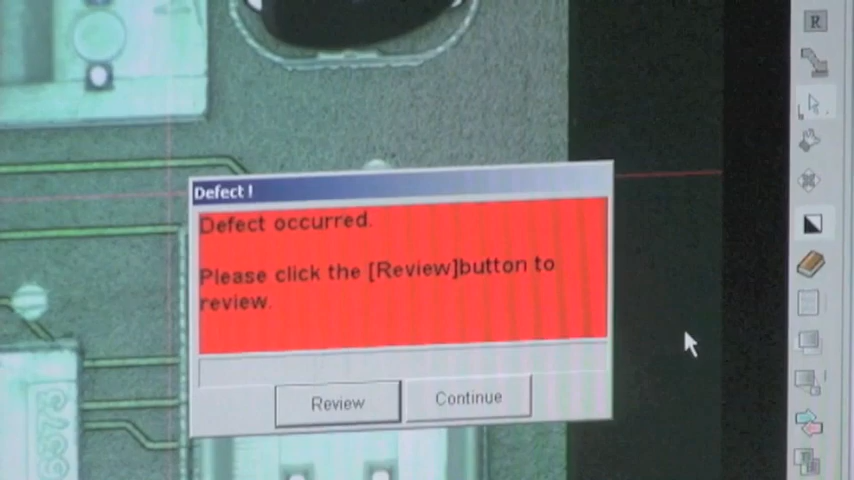 R
Defect !
Defect occurred.
Please click the [Review]button to
review.
Review
Continue